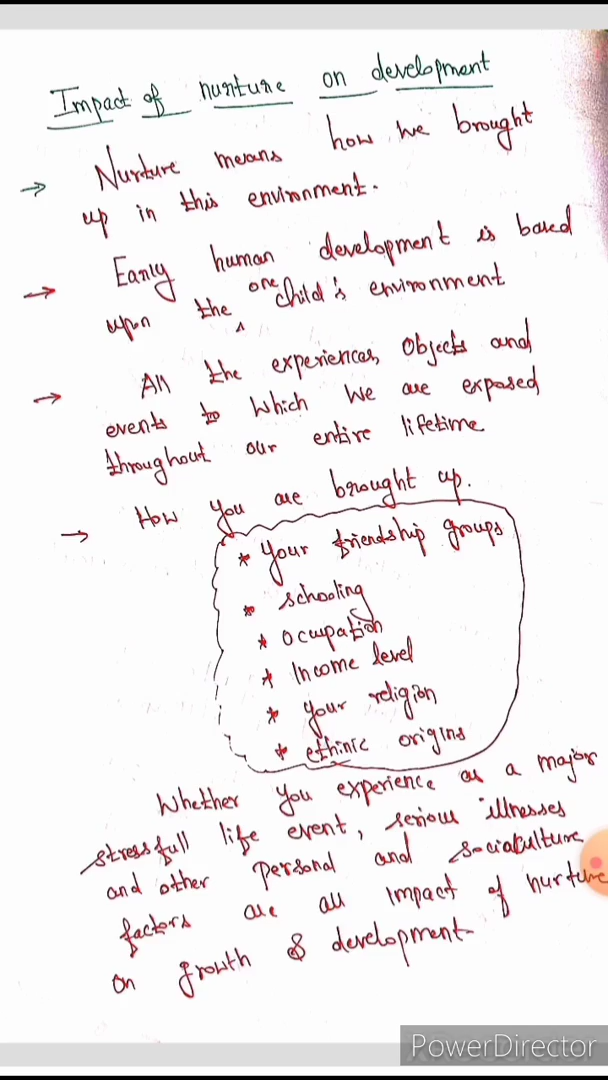 Impact of nurture on development
→ Nurture means how we brought
up in this environment.
→ Early human development is based
upon the one child's environment
→ All the experiences, objects and
events to which we are exposed
throughout our entire lifetime
→ How you are brought up.
* Your friendship groups
* schooling
* ocupation
* Income level
* your religion
* ethinic origins
Whether you experience as a major
stressfull life event, serious illnesses
and other personal and socialculture
factors are all impact of nurture
on growth & development
PowerDirector